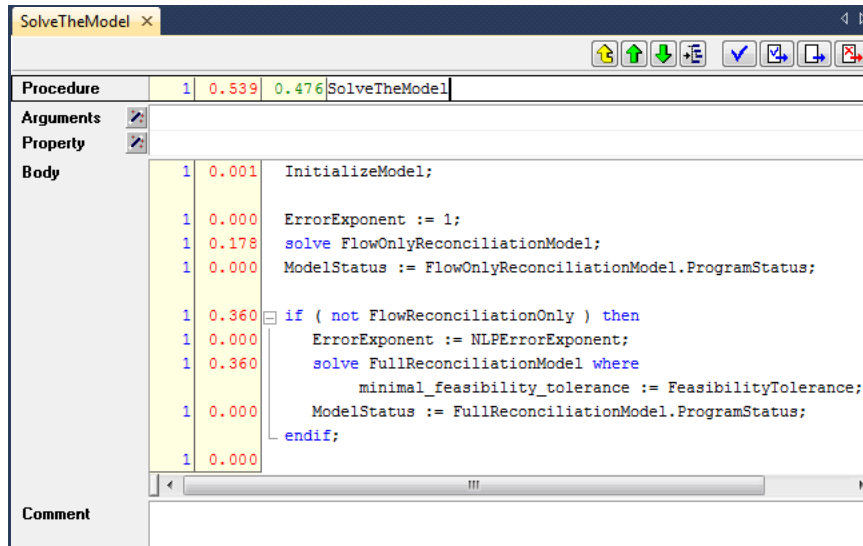 SolveTheModel
Procedure 1 0.539 0.476 SolveTheModel
Arguments
Property
Body 1 0.001 InitializeModel;
1 0.000 ErrorExponent := 1;
1 0.178 solve FlowOnlyReconciliationModel;
1 0.000 ModelStatus := FlowOnlyReconciliationModel.ProgramStatus;
1 0.360 if ( not FlowReconciliationOnly ) then
1 0.000 ErrorExponent := NLPErrorExponent;
1 0.360 solve FullReconciliationModel where
minimal_feasibility_tolerance := FeasibilityTolerance;
1 0.000 ModelStatus := FullReconciliationModel.ProgramStatus;
endif;
1 0.000
Comment